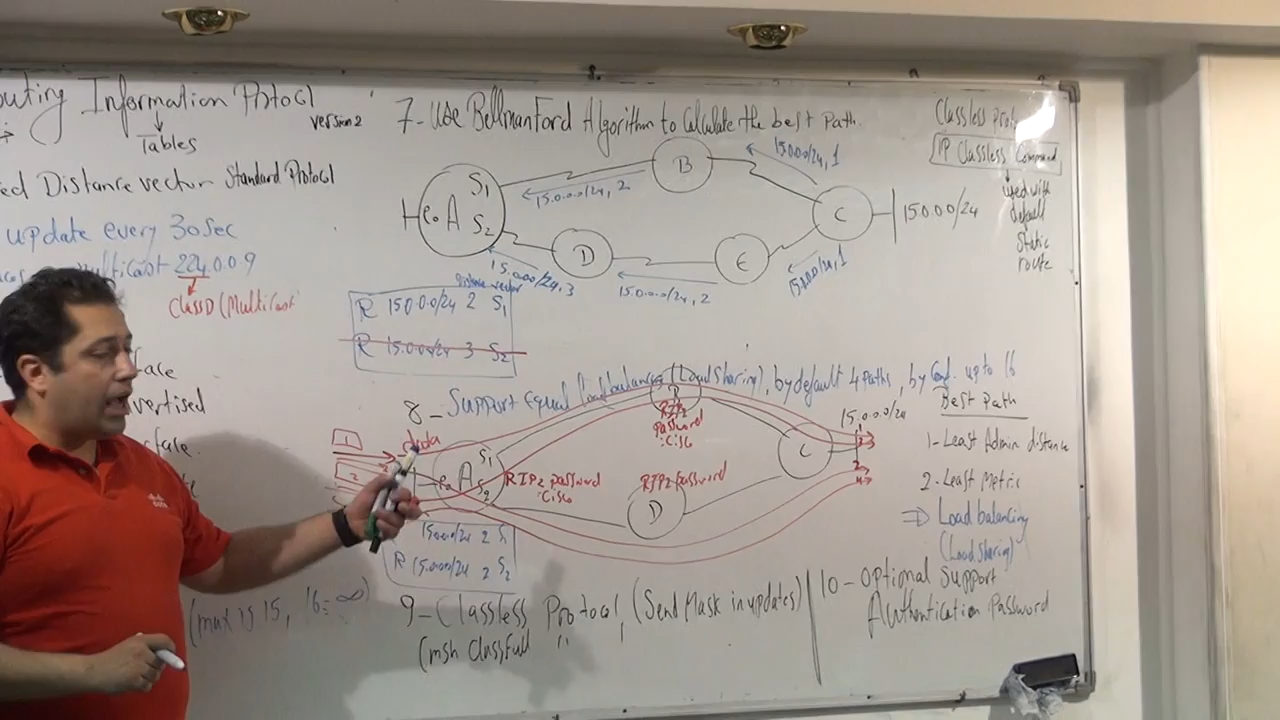 outing Information Protocl
version 2
Tables
ed Distance vector Standard Protocol
update every 30 sec
multicast 224.0.0.9
Class D (Multicast
face
vertised
face
(max is 15, 16 = ∞)
7- Use Bellmanford Algorithm to Calculate the best Path.
A
S1
S2
B
C
D
E
15.0.0.0/24
15.0.0.0/24, 1
15.0.0.0/24, 2
15.0.0.0/24, 1
15.0.0.0/24, 2
15.0.0.0/24, 3
distance vector
R 15.0.0.0/24 2 S1
R 15.0.0.0/24 3 S2
8- Support Equal load balance (Load sharing), by default 4 Paths, by Conf. up to 16
1
2
data
A
S1
S2
RIP2
Password
:Cisco
RIP2 password
:Cisco
RIP2 password
D
C
15.0.0.0/24
15.0.0.0/24 2 S1
R 15.0.0.0/24 2 S2
9- Classless Protocol, (Send Mask in updates)
(msh Classfull "
10- Optional Support
Authentication Password
Classless Prot
IP Classless Command
used with
default
static
route
Best Path
1- Least Admin distance
2- Least Metric
⇒ Load balancing
(Load sharing)